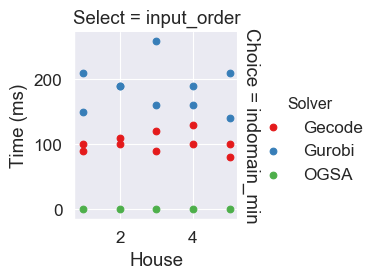 Select = input_order
Time (ms)
200
100
0
2
4
House
Choice = indomain_min
Solver
Gecode
Gurobi
OGSA